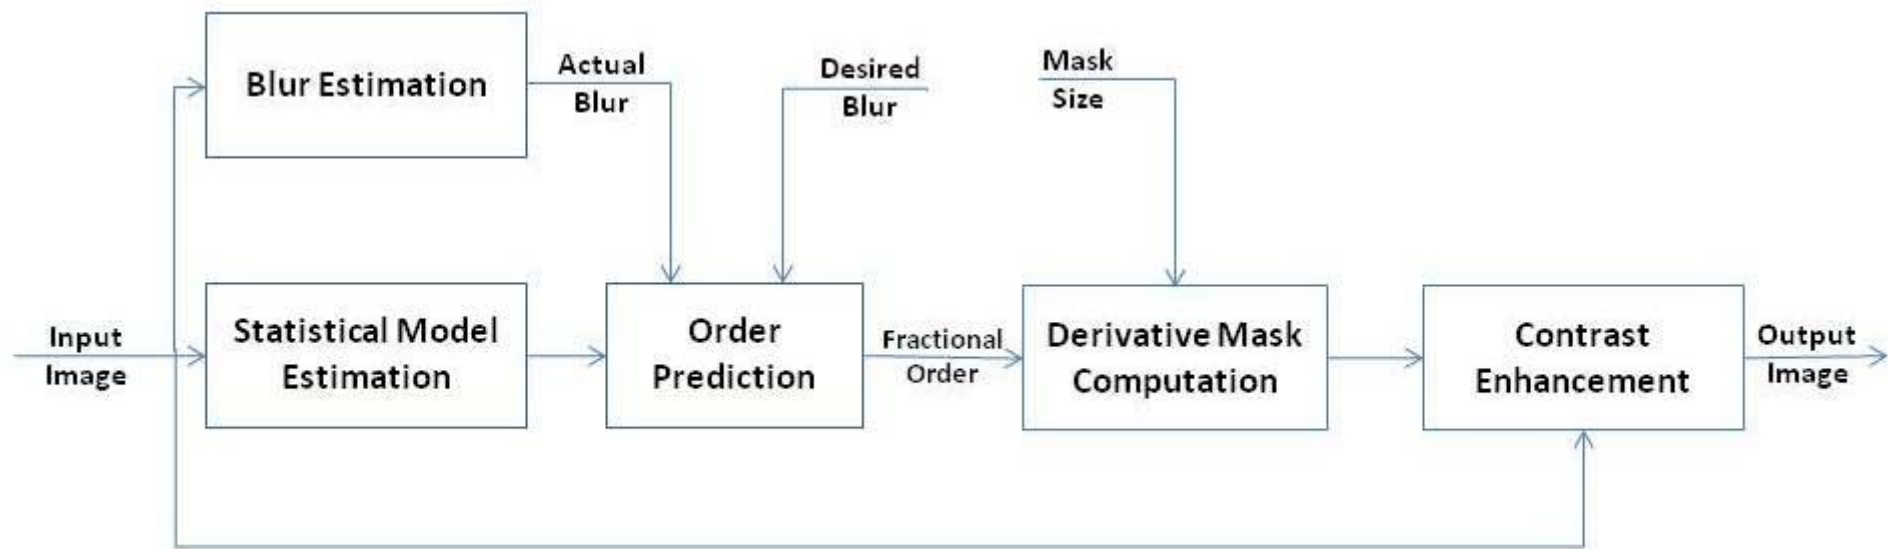 Blur Estimation
Actual
Blur
Desired
Blur
Mask
Size
Input
Image
Statistical Model
Estimation
Order
Prediction
Fractional
Order
Derivative Mask
Computation
Contrast
Enhancement
Output
Image